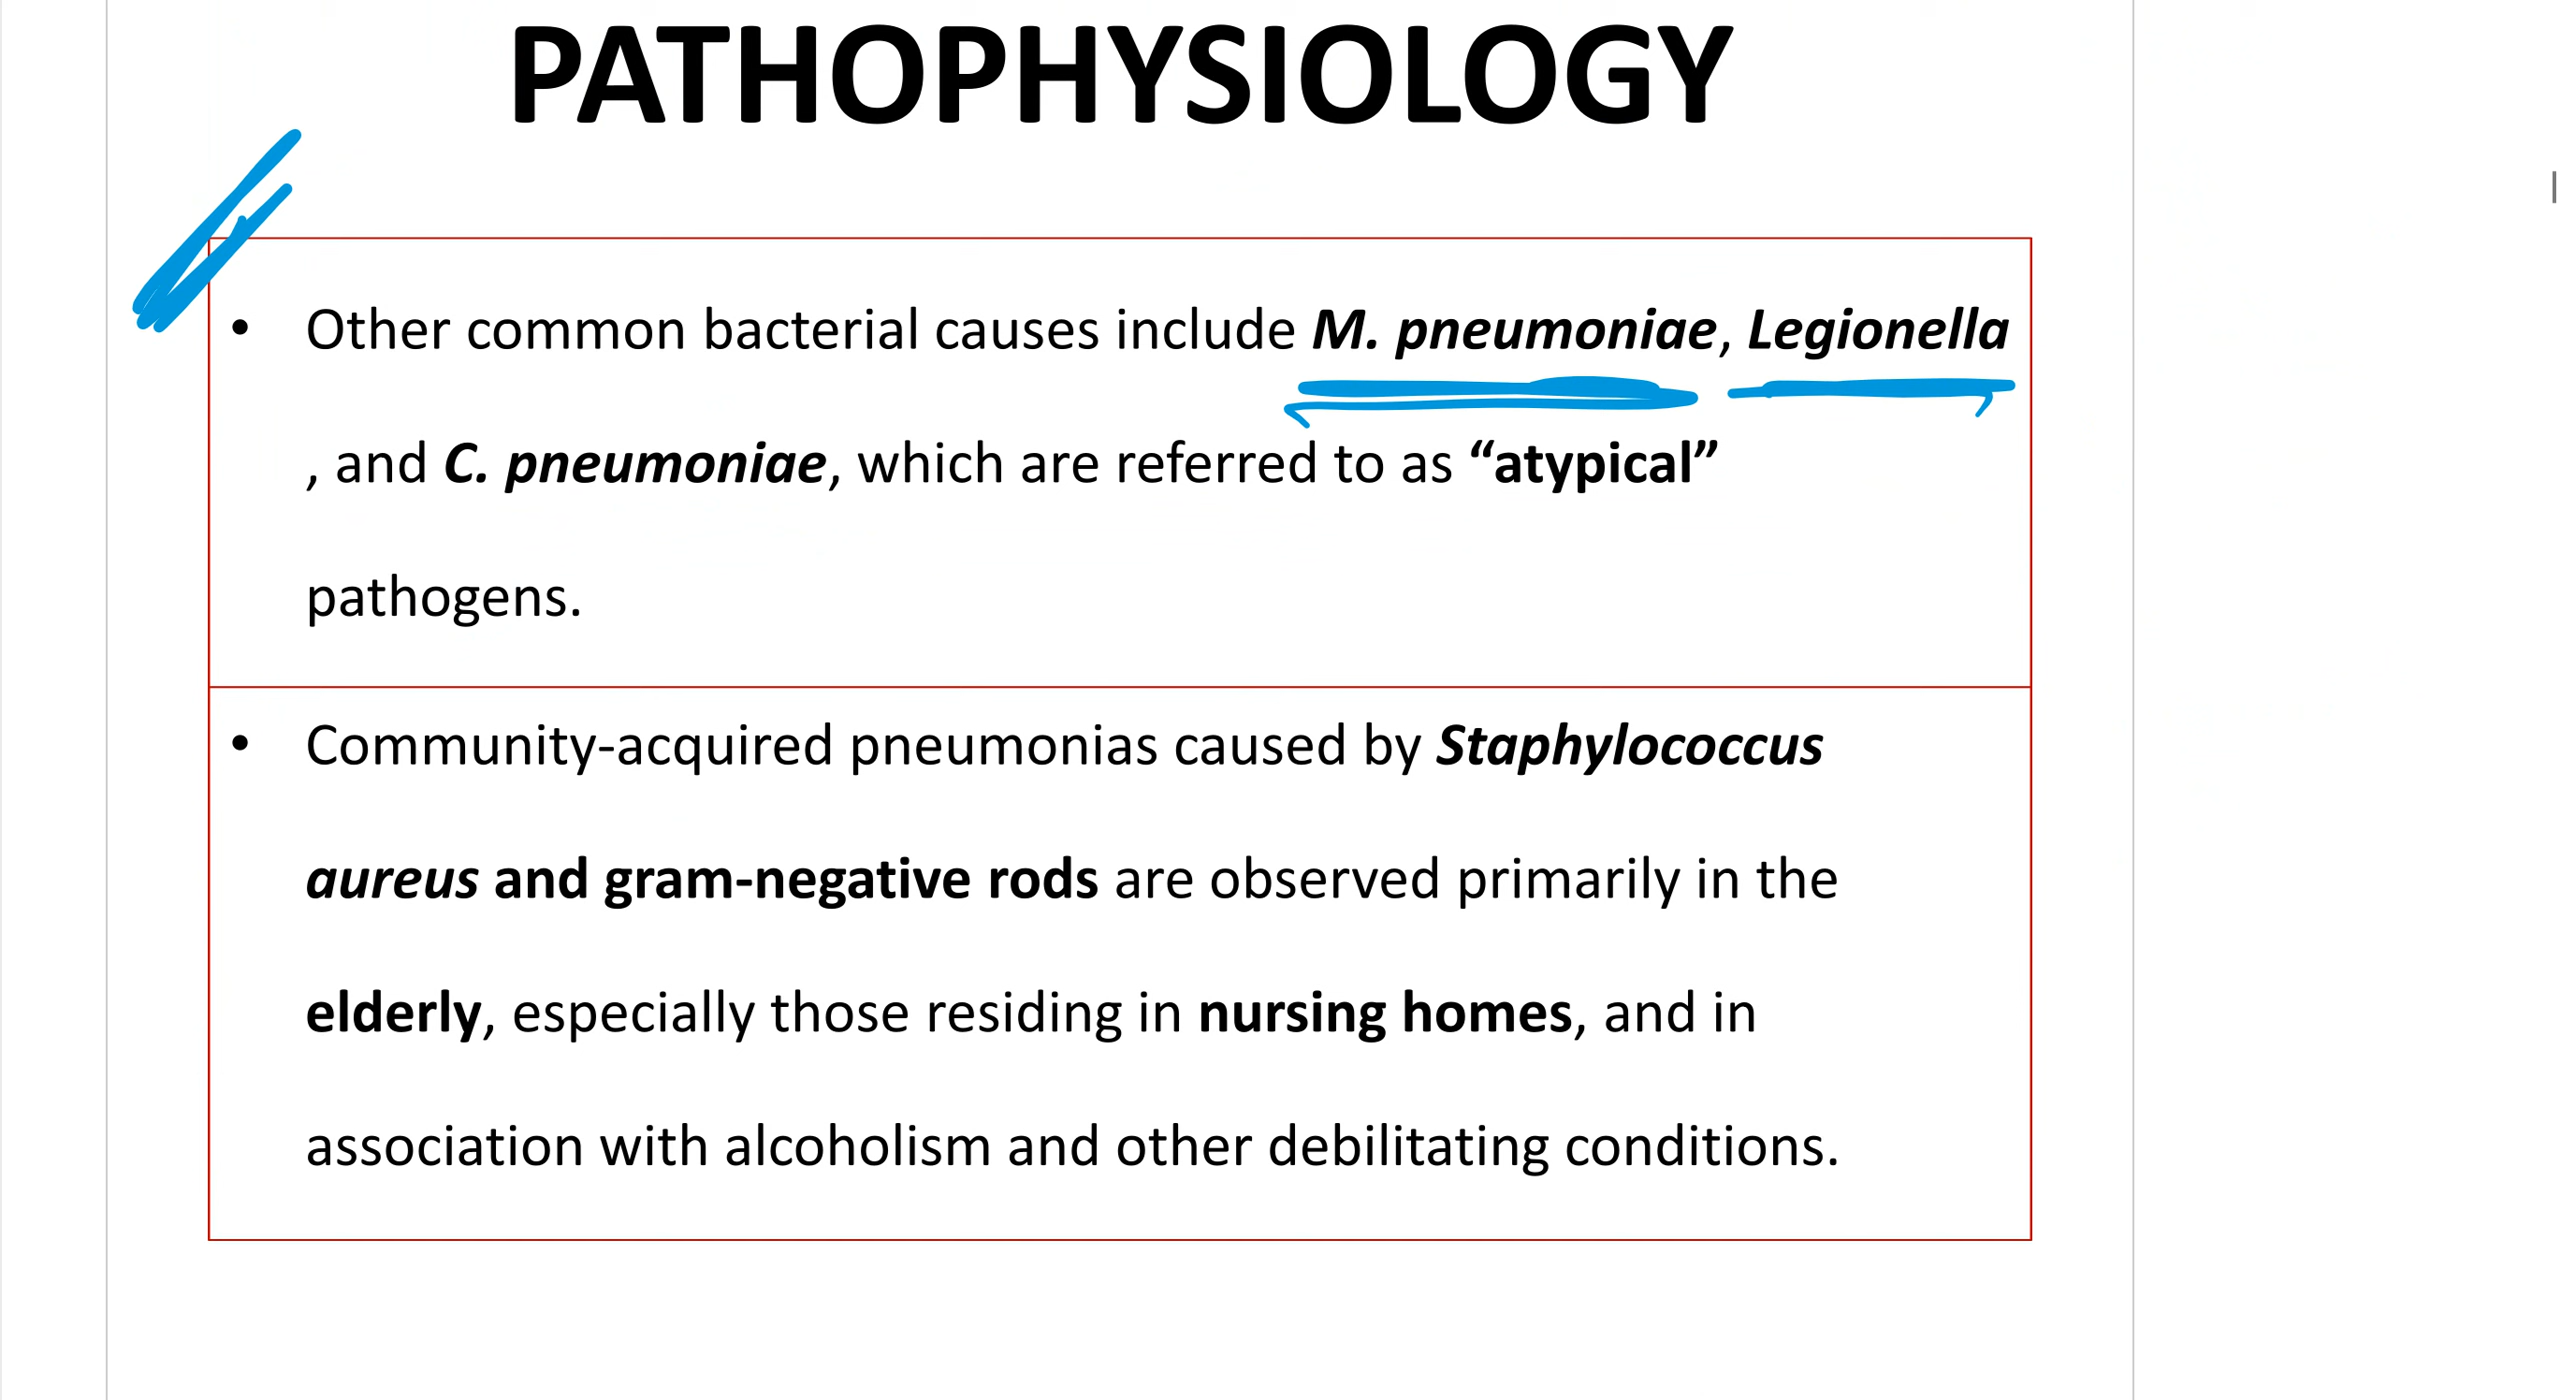 PATHOPHYSIOLOGY
• Other common bacterial causes include M. pneumoniae, Legionella
, and C. pneumoniae, which are referred to as “atypical”
pathogens.
• Community-acquired pneumonias caused by Staphylococcus
aureus and gram-negative rods are observed primarily in the
elderly, especially those residing in nursing homes, and in
association with alcoholism and other debilitating conditions.